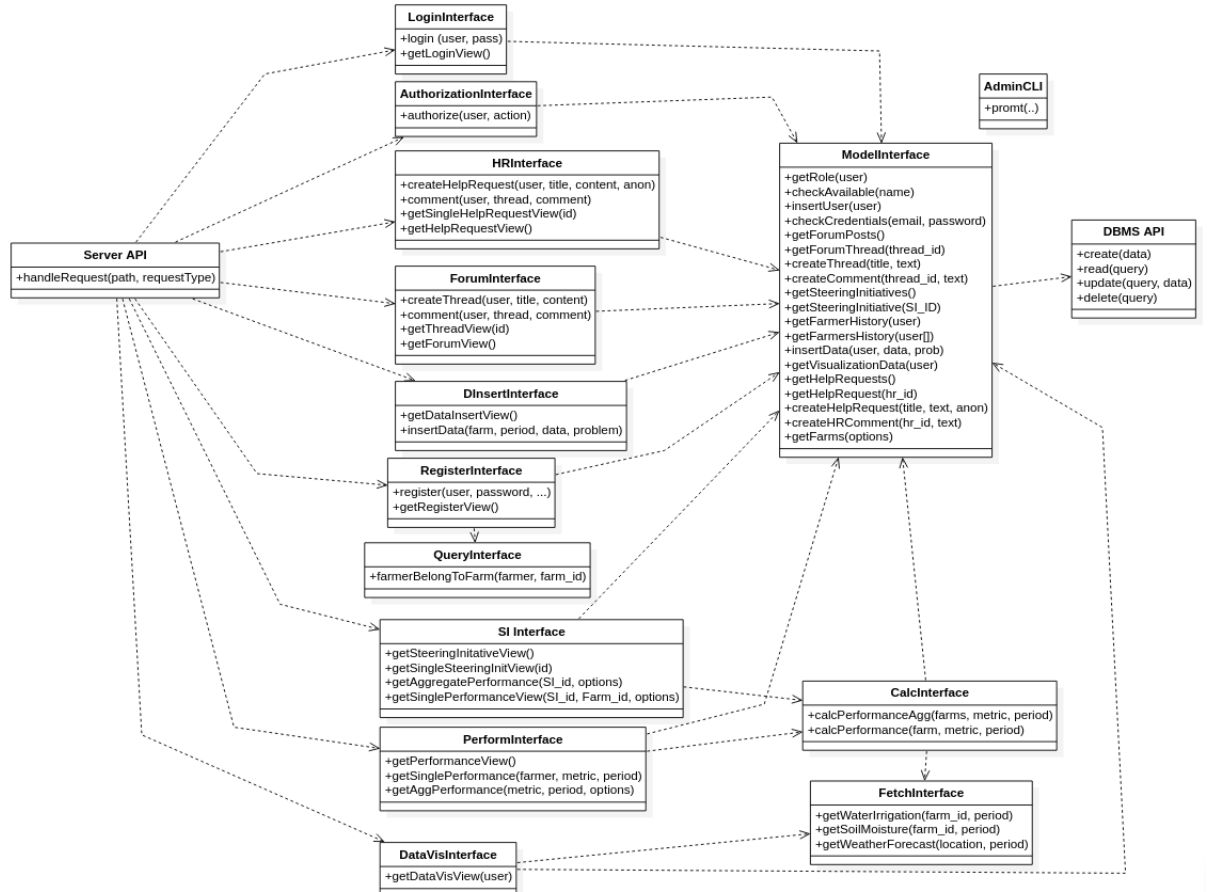 LoginInterface
+login (user, pass)
+getLoginView()
AuthorizationInterface
+authorize(user, action)
AdminCLI
+promt(..)
HRInterface
+createHelpRequest(user, title, content, anon)
+comment(user, thread, comment)
+getSingleHelpRequestView(id)
+getHelpRequestView()
ModelInterface
+getRole(user)
+checkAvailable(name)
+insertUser(user)
+checkCredentials(email, password)
+getForumPosts()
+getForumThread(thread_id)
+createThread(title, text)
+createComment(thread_id, text)
+getSteeringInitiatives()
+getSteeringInitiative(SI_ID)
+getFarmerHistory(user)
+getFarmersHistory(user[])
+insertData(user, data, prob)
+getVisualizationData(user)
+getHelpRequests()
+getHelpRequest(hr_id)
+createHelpRequest(title, text, anon)
+createHRComment(hr_id, text)
+getFarms(options)
DBMS API
+create(data)
+read(query)
+update(query, data)
+delete(query)
Server API
+handleRequest(path, requestType)
ForumInterface
+createThread(user, title, content)
+comment(user, thread, comment)
+getThreadView(id)
+getForumView()
DInsertInterface
+getDataInsertView()
+insertData(farm, period, data, problem)
RegisterInterface
+register(user, password, ...)
+getRegisterView()
QueryInterface
+farmerBelongToFarm(farmer, farm_id)
SI Interface
+getSteeringInitativeView()
+getSingleSteeringInitView(id)
+getAggregatePerformance(SI_id, options)
+getSinglePerformanceView(SI_id, Farm_id, options)
CalcInterface
+calcPerformanceAgg(farms, metric, period)
+calcPerformance(farm, metric, period)
PerformInterface
+getPerformanceView()
+getSinglePerformance(farmer, metric, period)
+getAggPerformance(metric, period, options)
FetchInterface
+getWaterIrrigation(farm_id, period)
+getSoilMoisture(farm_id, period)
+getWeatherForecast(location, period)
DataVisInterface
+getDataVisView(user)